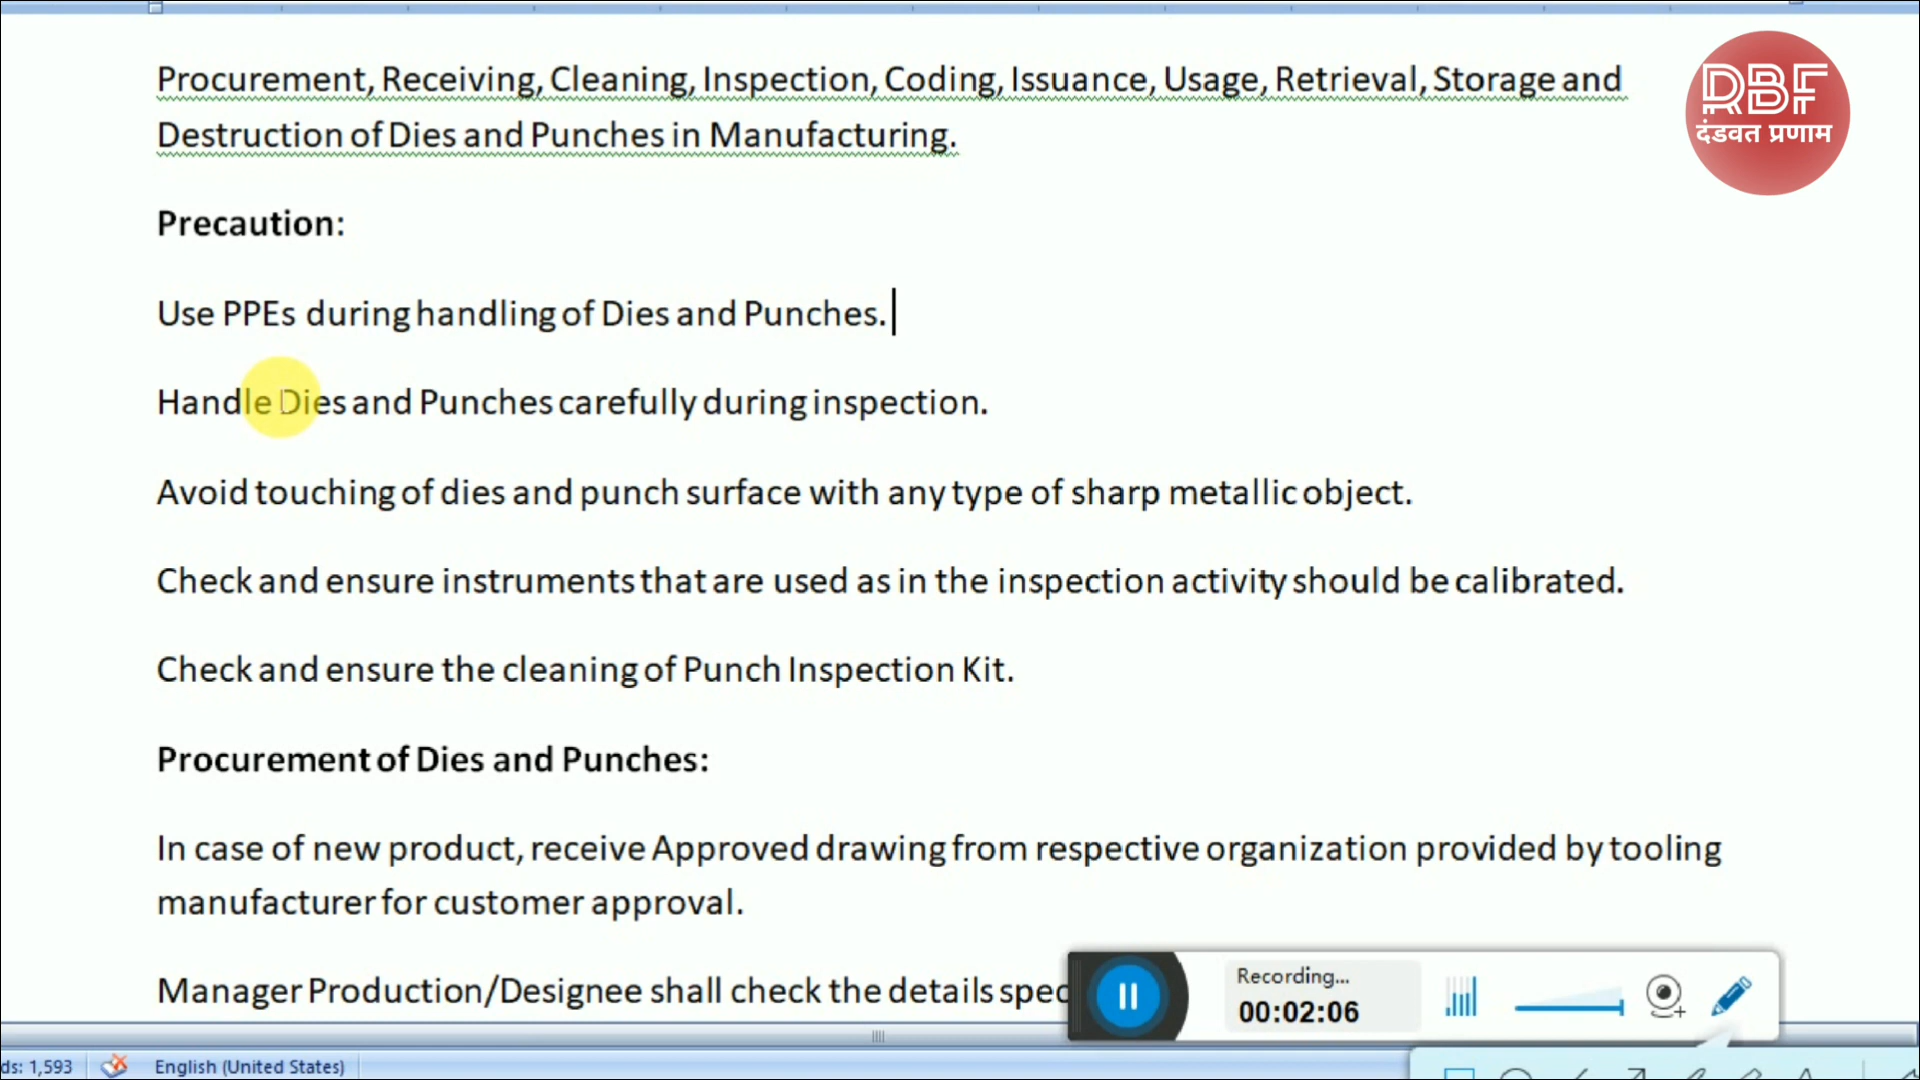 Procurement, Receiving, Cleaning, Inspection, Coding, Issuance, Usage, Retrieval, Storage and
Destruction of Dies and Punches in Manufacturing.
RBF
दंडवत प्रणाम
Precaution:
Use PPEs during handling of Dies and Punches.
Handle Dies and Punches carefully during inspection.
Avoid touching of dies and punch surface with any type of sharp metallic object.
Check and ensure instruments that are used as in the inspection activity should be calibrated.
Check and ensure the cleaning of Punch Inspection Kit.
Procurement of Dies and Punches:
In case of new product, receive Approved drawing from respective organization provided by tooling
manufacturer for customer approval.
Manager Production/Designee shall check the details spec
Recording...
00:02:06
ds: 1,593
English (United States)